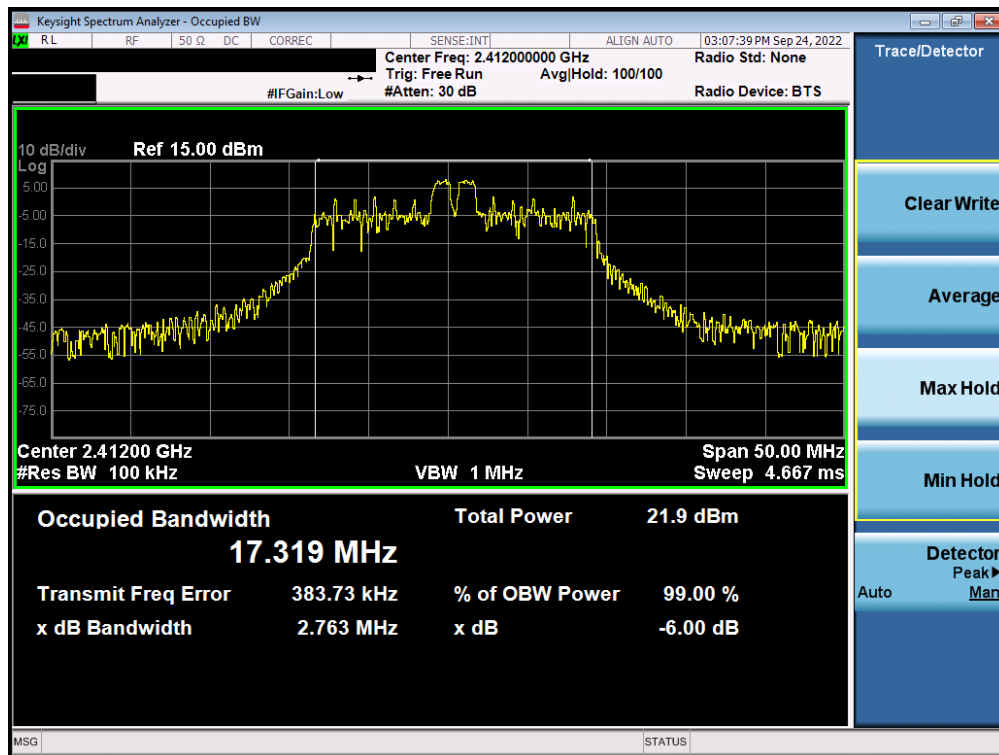 Keysight Spectrum Analyzer - Occupied BW
LXI RL RF 50 Ω DC CORREC SENSE:INT ALIGN AUTO 03:07:39 PM Sep 24, 2022
Center Freq: 2.412000000 GHz Radio Std: None
Trig: Free Run Avg|Hold: 100/100
#IFGain:Low #Atten: 30 dB Radio Device: BTS
10 dB/div Ref 15.00 dBm
Log
5.00
-5.00
-15.0
-25.0
-35.0
-45.0
-55.0
-65.0
-75.0
Center 2.41200 GHz Span 50.00 MHz
#Res BW 100 kHz VBW 1 MHz Sweep 4.667 ms
Occupied Bandwidth Total Power 21.9 dBm
17.319 MHz
Transmit Freq Error 383.73 kHz % of OBW Power 99.00 %
x dB Bandwidth 2.763 MHz x dB -6.00 dB
MSG STATUS
Trace/Detector
Clear Write
Average
Max Hold
Min Hold
Detector
Peak
Auto Man